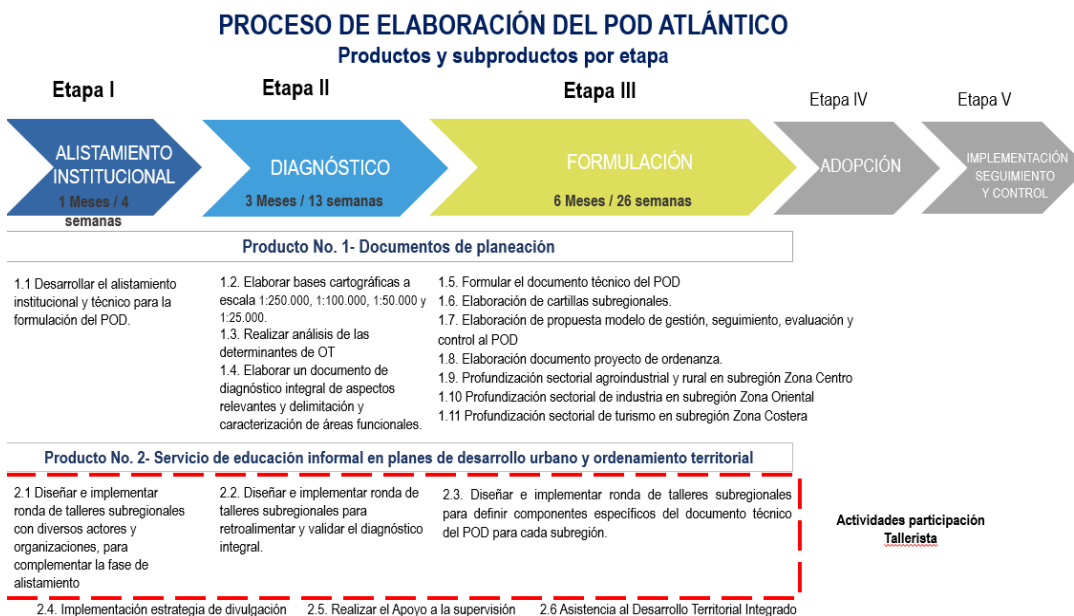 PROCESO DE ELABORACIÓN DEL POD ATLÁNTICO
Productos y subproductos por etapa
Etapa I
Etapa II
Etapa III
Etapa IV
Etapa V
ALISTAMIENTO
INSTITUCIONAL
1 Meses / 4
semanas
DIAGNÓSTICO
3 Meses / 13 semanas
FORMULACIÓN
6 Meses / 26 semanas
ADOPCIÓN
IMPLEMENTACIÓN
SEGUIMIENTO
Y CONTROL
Producto No. 1- Documentos de planeación
1.1 Desarrollar el alistamiento
institucional y técnico para la
formulación del POD.
1.2. Elaborar bases cartográficas a
escala 1:250.000, 1:100.000, 1:50.000 y
1:25.000.
1.3. Realizar análisis de las
determinantes de OT
1.4. Elaborar un documento de
diagnóstico integral de aspectos
relevantes y delimitación y
caracterización de áreas funcionales.
1.5. Formular el documento técnico del POD
1.6. Elaboración de cartillas subregionales.
1.7. Elaboración de propuesta modelo de gestión, seguimiento, evaluación y
control al POD
1.8. Elaboración documento proyecto de ordenanza.
1.9. Profundización sectorial agroindustrial y rural en subregión Zona Centro
1.10 Profundización sectorial de industria en subregión Zona Oriental
1.11 Profundización sectorial de turismo en subregión Zona Costera
Producto No. 2- Servicio de educación informal en planes de desarrollo urbano y ordenamiento territorial
2.1 Diseñar e implementar
ronda de talleres subregionales
con diversos actores y
organizaciones, para
complementar la fase de
alistamiento
2.2. Diseñar e implementar ronda de
talleres subregionales para
retroalimentar y validar el diagnóstico
integral.
2.3. Diseñar e implementar ronda de talleres subregionales
para definir componentes específicos del documento técnico
del POD para cada subregión.
Actividades participación
Tallerista
2.4. Implementación estrategia de divulgación
2.5. Realizar el Apoyo a la supervisión
2.6 Asistencia al Desarrollo Territorial Integrado